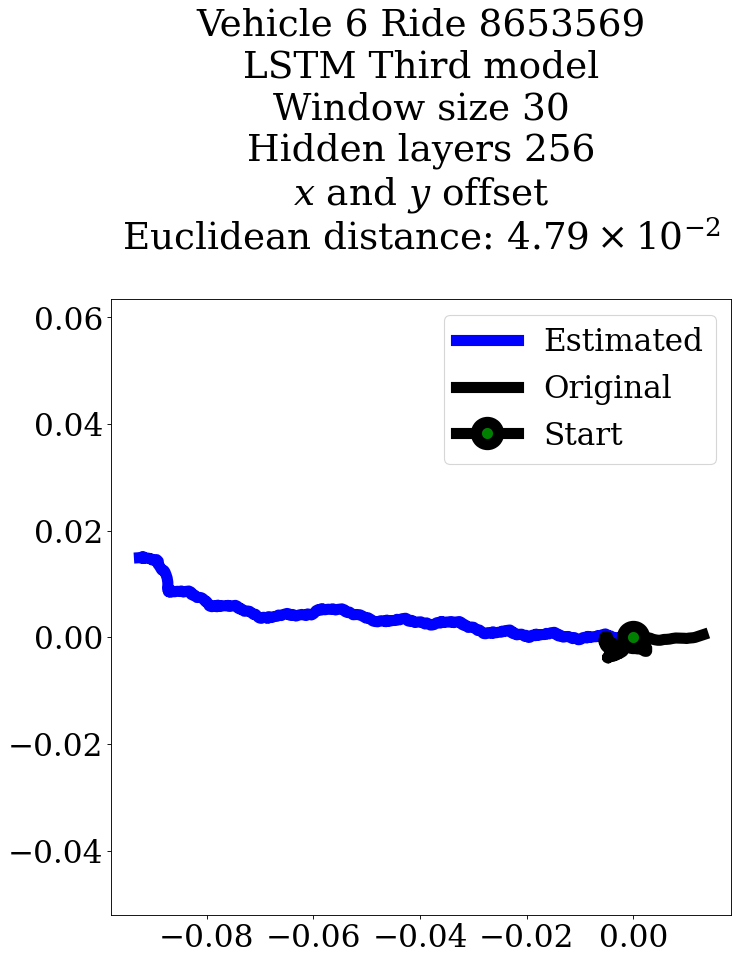 Vehicle 6 Ride 8653569
LSTM Third model
Window size 30
Hidden layers 256
x and y offset
Euclidean distance: 4.79 × 10⁻²
Estimated
Original
Start
0.06
0.04
0.02
0.00
−0.02
−0.04
−0.08 −0.06 −0.04 −0.02 0.00